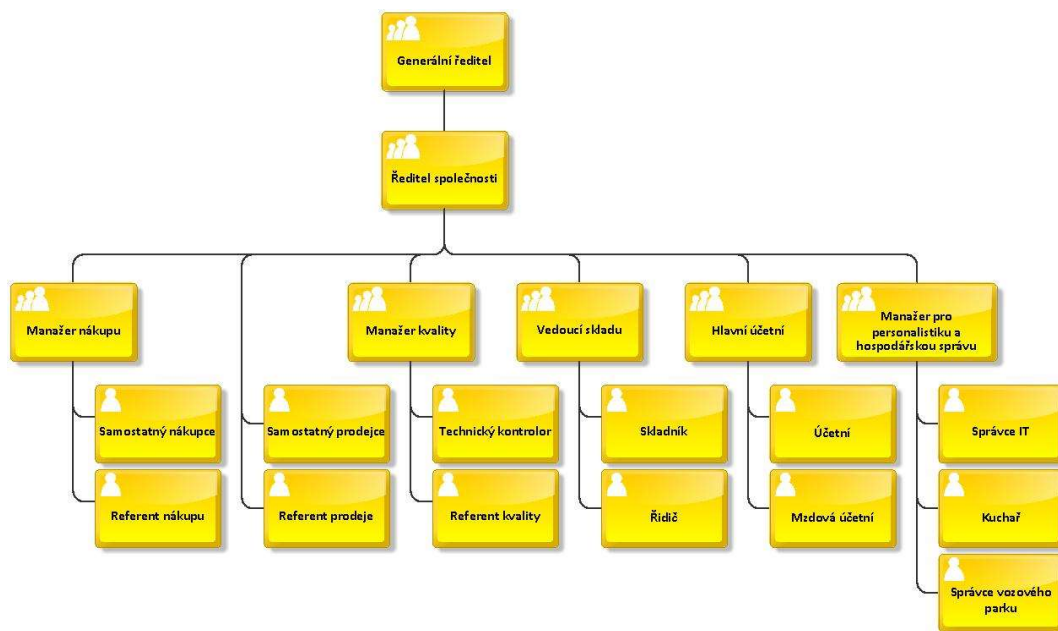 Generální ředitel
Ředitel společnosti
Manažer nákupu
Manažer kvality
Vedoucí skladu
Hlavní účetní
Manažer pro
personalistiku a
hospodářskou správu
Samostatný nákupce
Samostatný prodejce
Technický kontrolor
Skladník
Účetní
Správce IT
Referent nákupu
Referent prodeje
Referent kvality
Řidič
Mzdová účetní
Kuchař
Správce vozového
parku